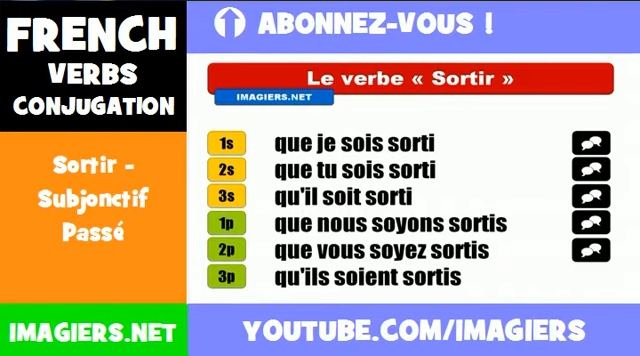 FRENCH
VERBS
CONJUGATION
Sortir -
Subjonctif
Passé
IMAGIERS.NET
ABONNEZ-VOUS !
Le verbe « Sortir »
IMAGIERS.NET
1s que je sois sorti
2s que tu sois sorti
3s qu'il soit sorti
1p que nous soyons sortis
2p que vous soyez sortis
3p qu'ils soient sortis
YOUTUBE.COM/IMAGIERS